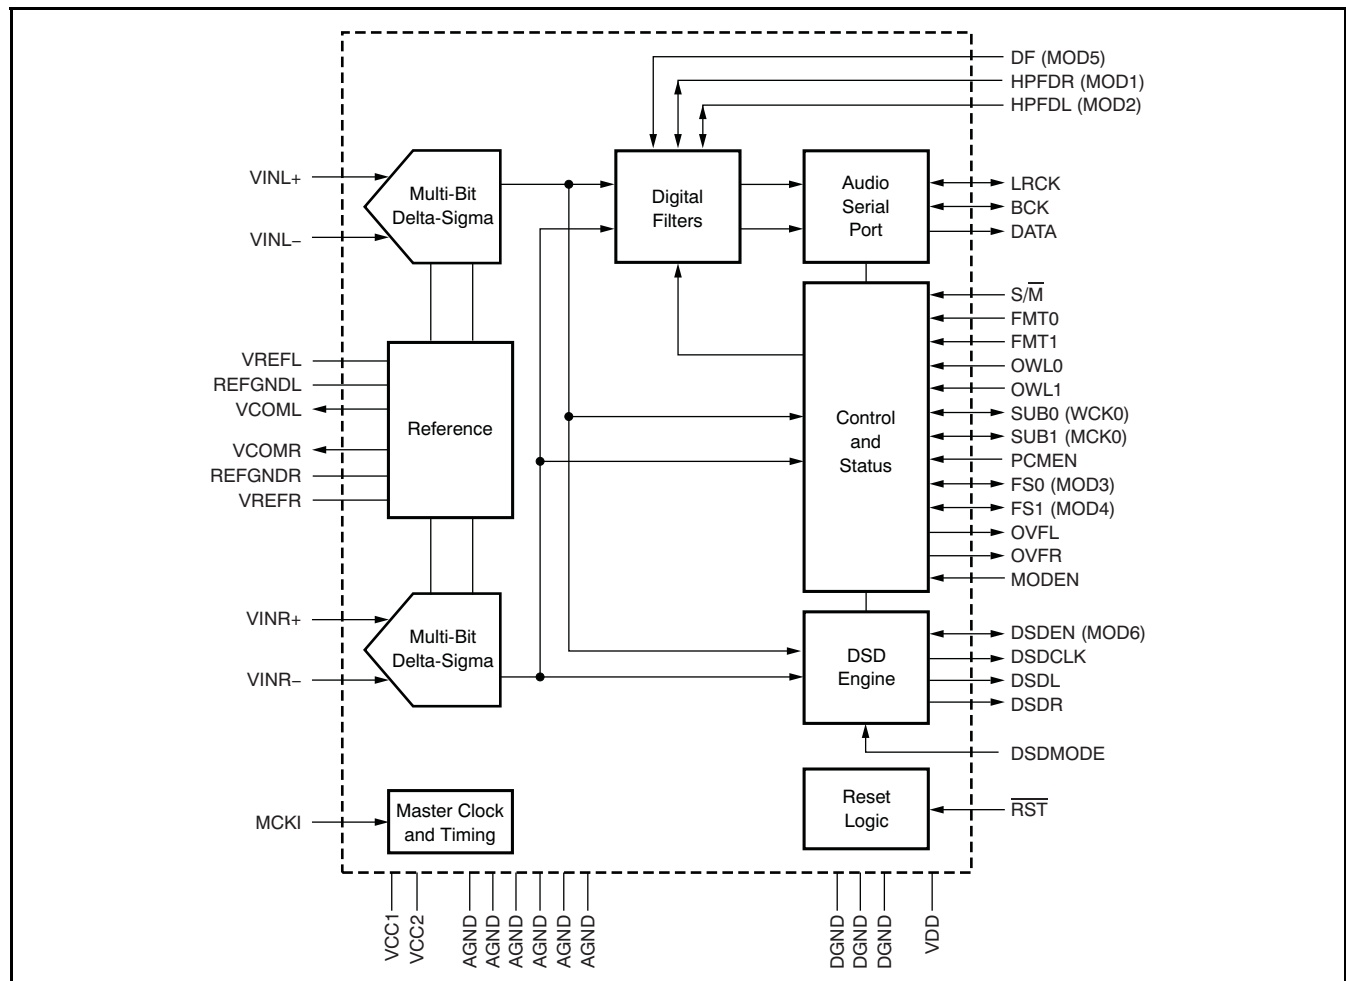 DF (MOD5)
HPFDR (MOD1)
HPFDL (MOD2)
VINL+
VINL−
Multi-Bit
Delta-Sigma
Digital
Filters
Audio
Serial
Port
LRCK
BCK
DATA
VREFL
REFGNDL
VCOML
VCOMR
REFGNDR
VREFR
Reference
Control
and
Status
S/M̅
FMT0
FMT1
OWL0
OWL1
SUB0 (WCK0)
SUB1 (MCK0)
PCMEN
FS0 (MOD3)
FS1 (MOD4)
OVFL
OVFR
MODEN
VINR+
VINR−
Multi-Bit
Delta-Sigma
DSD
Engine
DSDEN (MOD6)
DSDCLK
DSDL
DSDR
DSDMODE
MCKI
Master Clock
and Timing
Reset
Logic
R̅S̅T̅
VCC1
VCC2
AGND
AGND
AGND
AGND
AGND
AGND
DGND
DGND
DGND
VDD